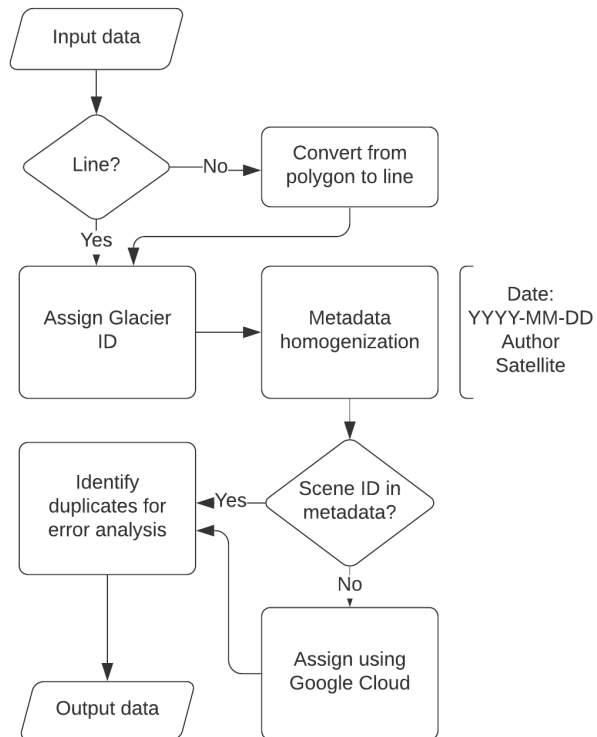 Input data
Line?
No
Convert from
polygon to line
Yes
Assign Glacier
ID
Metadata
homogenization
Date:
YYYY-MM-DD
Author
Satellite
Identify
duplicates for
error analysis
Yes
Scene ID in
metadata?
No
Assign using
Google Cloud
Output data